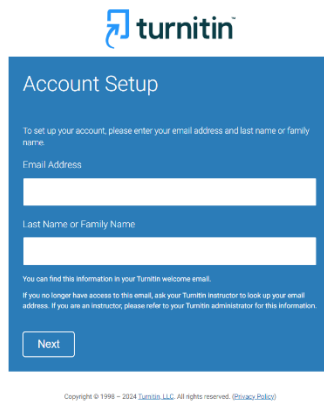 turnitin
Account Setup
To set up your account, please enter your email address and last name or family
name.
Email Address
Last Name or Family Name
You can find this information in your Turnitin welcome email.
If you no longer have access to this email, ask your Turnitin instructor to look up your email
address. If you are an instructor, please refer to your Turnitin administrator for this information.
Next
Copyright © 1998 – 2024 Turnitin, LLC. All rights reserved. (Privacy Policy)